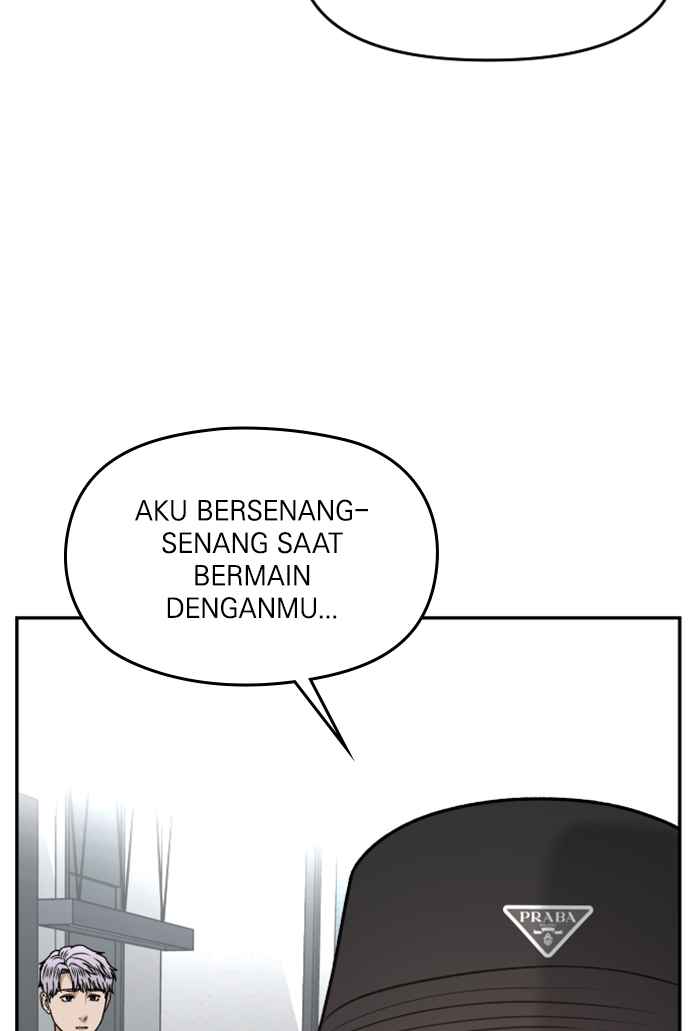 AKU BERSENANG-
SENANG SAAT
BERMAIN
DENGANMU...
PRABA